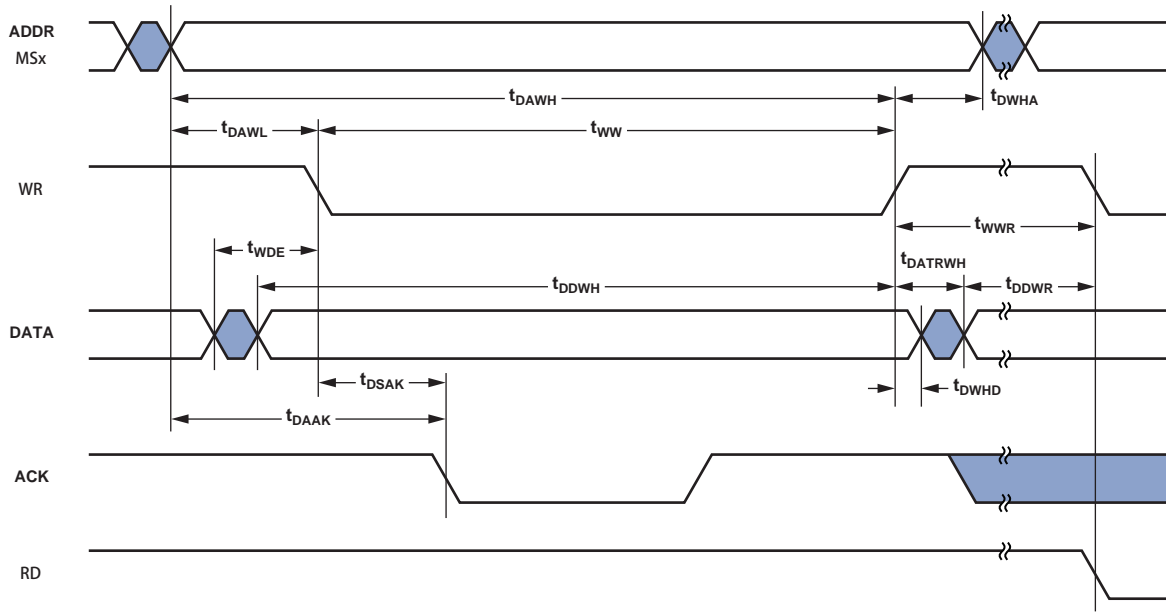 ADDR
MSx
tDAWH
tDWHA
tDAWL
tWW
WR
tWWR
tWDE
tDATRWH
tDDWH
tDDWR
DATA
tDSAK
tDWHD
tDAAK
ACK
RD